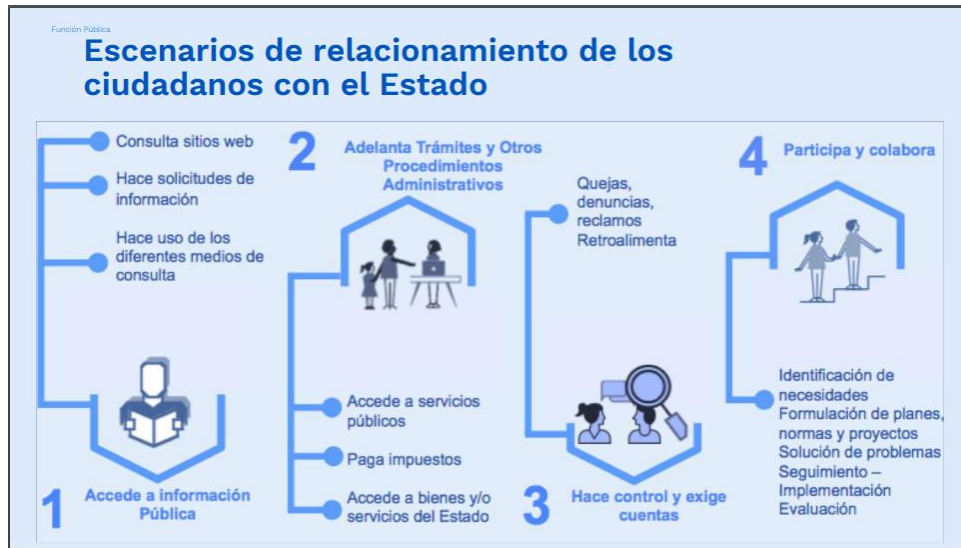 Función Pública
Escenarios de relacionamiento de los
ciudadanos con el Estado
Consulta sitios web
Hace solicitudes de
información
Hace uso de los
diferentes medios de
consulta
1
Accede a información
Pública
2
Adelanta Trámites y Otros
Procedimientos
Administrativos
Accede a servicios
públicos
Paga impuestos
Accede a bienes y/o
servicios del Estado
Quejas,
denuncias,
reclamos
Retroalimenta
3
Hace control y exige
cuentas
4
Participa y colabora
Identificación de
necesidades
Formulación de planes,
normas y proyectos
Solución de problemas
Seguimiento –
Implementación
Evaluación